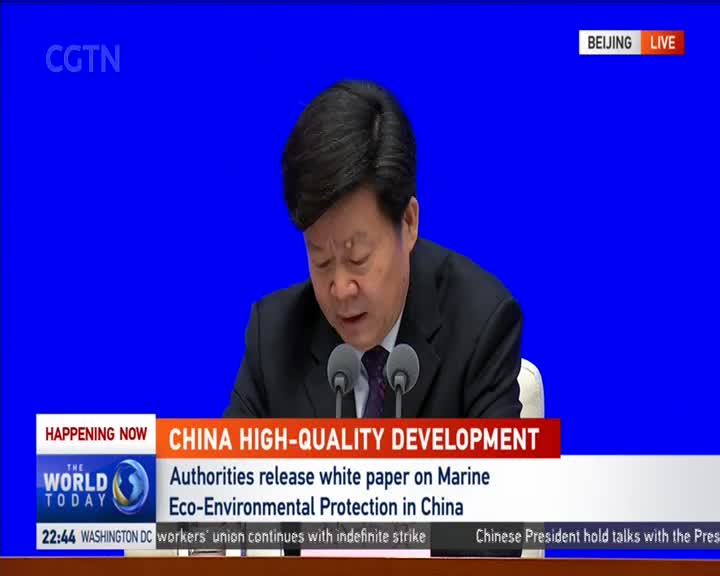 CGTN
BEIJING LIVE
HAPPENING NOW
CHINA HIGH-QUALITY DEVELOPMENT
THE
WORLD
TODAY
Authorities release white paper on Marine
Eco-Environmental Protection in China
22:44 WASHINGTON DC workers' union continues with indefinite strike Chinese President hold talks with the Pres